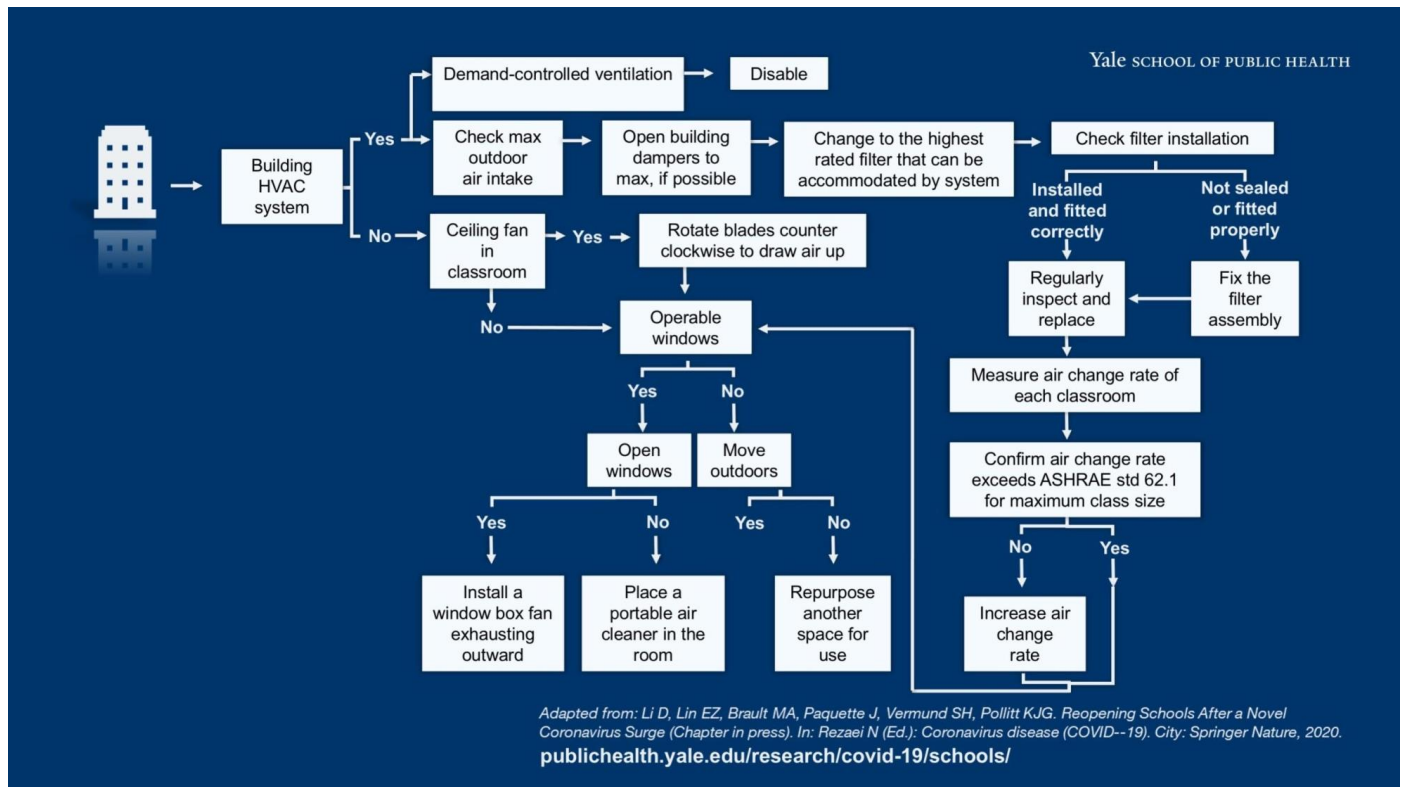 Yale SCHOOL OF PUBLIC HEALTH
Demand-controlled ventilation
Disable
Building
HVAC
system
Yes
Check max
outdoor
air intake
Open building
dampers to
max, if possible
Change to the highest
rated filter that can be
accommodated by system
Check filter installation
Installed
and fitted
correctly
Not sealed
or fitted
properly
No
Ceiling fan
in
classroom
Yes
Rotate blades counter
clockwise to draw air up
Regularly
inspect and
replace
Fix the
filter
assembly
No
Operable
windows
Measure air change rate of
each classroom
Yes
No
Open
windows
Move
outdoors
Confirm air change rate
exceeds ASHRAE std 62.1
for maximum class size
Yes
No
Yes
No
No
Yes
Install a
window box fan
exhausting
outward
Place a
portable air
cleaner in the
room
Repurpose
another
space for
use
Increase air
change
rate
Adapted from: Li D, Lin EZ, Brault MA, Paquette J, Vermund SH, Pollitt KJG. Reopening Schools After a Novel
Coronavirus Surge (Chapter in press). In: Rezaei N (Ed.): Coronavirus disease (COVID--19). City: Springer Nature, 2020.
publichealth.yale.edu/research/covid-19/schools/